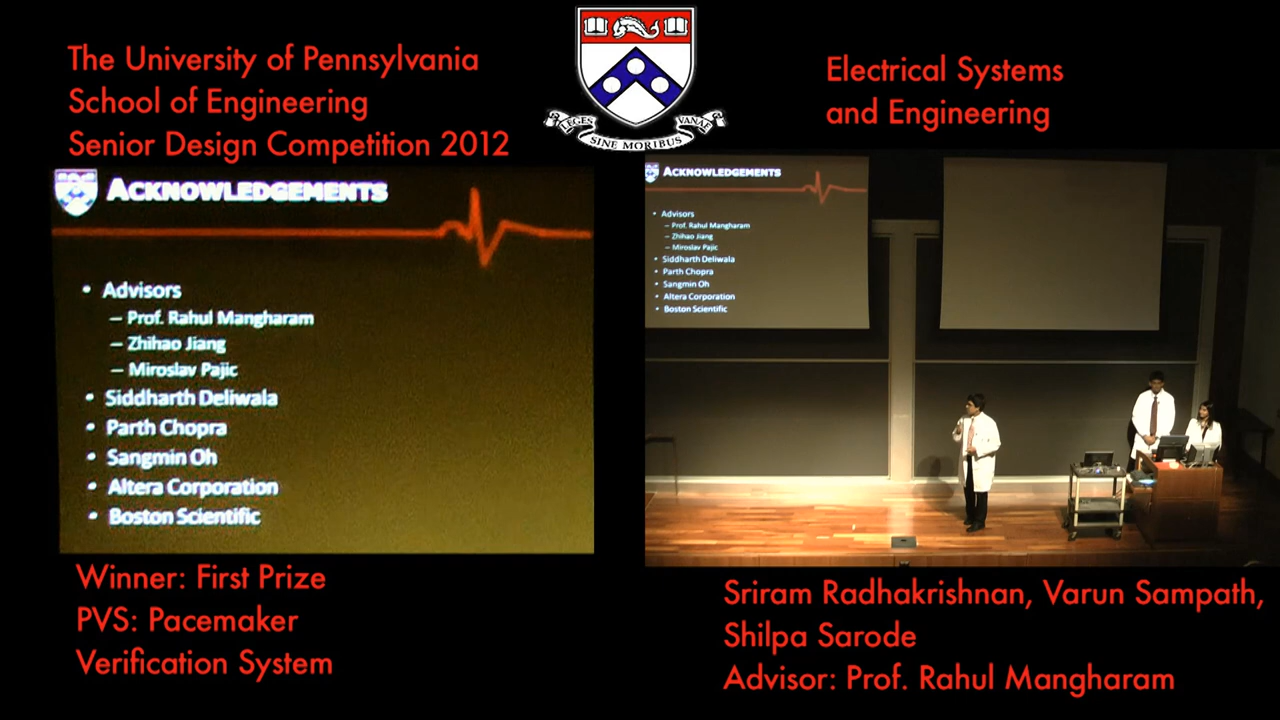 The University of Pennsylvania
School of Engineering
Senior Design Competition 2012
LEGES
SINE MORIBUS
VANAE
Electrical Systems
and Engineering
ACKNOWLEDGEMENTS
• Advisors
– Prof. Rahul Mangharam
– Zhihao Jiang
– Miroslav Pajic
• Siddharth Deliwala
• Parth Chopra
• Sangmin Oh
• Altera Corporation
• Boston Scientific
ACKNOWLEDGEMENTS
• Advisors
– Prof. Rahul Mangharam
– Zhihao Jiang
– Miroslav Pajic
• Siddharth Deliwala
• Parth Chopra
• Sangmin Oh
• Altera Corporation
• Boston Scientific
Winner: First Prize
PVS: Pacemaker
Verification System
Sriram Radhakrishnan, Varun Sampath,
Shilpa Sarode
Advisor: Prof. Rahul Mangharam